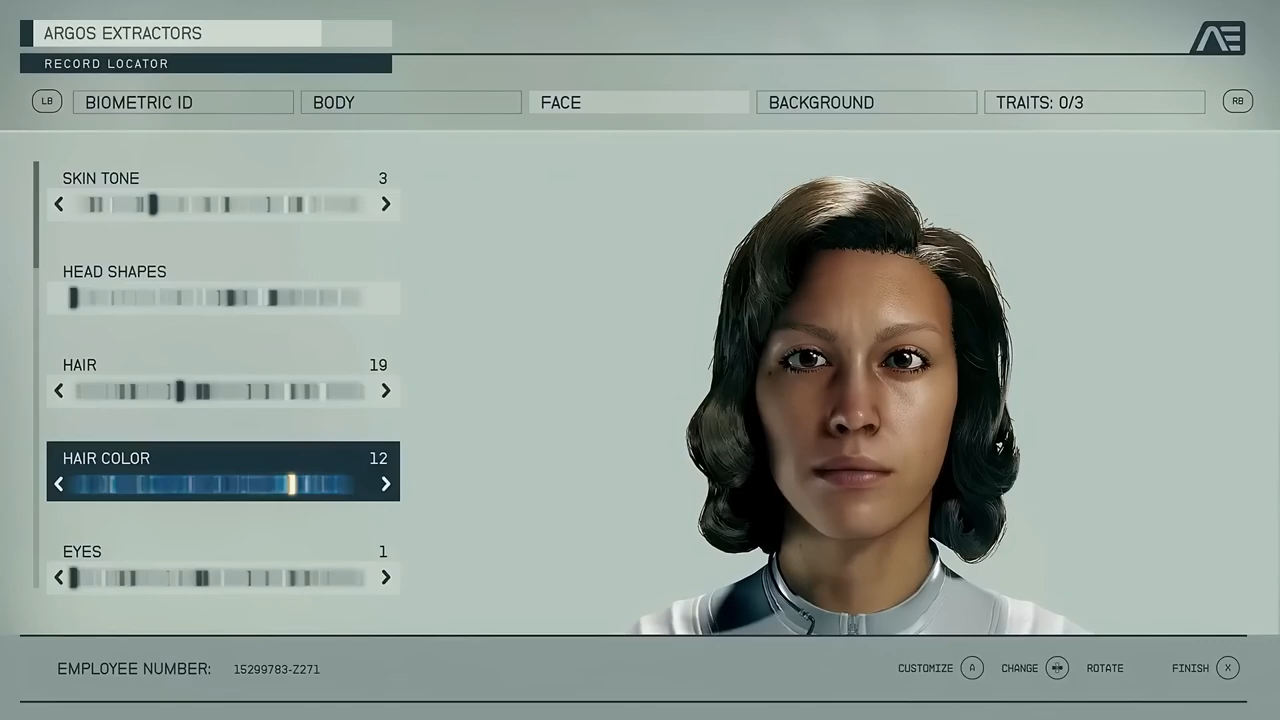 ARGOS EXTRACTORS
AE
RECORD LOCATOR
LB BIOMETRIC ID BODY FACE BACKGROUND TRAITS: 0/3 RB
SKIN TONE 3
HEAD SHAPES
HAIR 19
HAIR COLOR 12
EYES 1
EMPLOYEE NUMBER: 15299783-Z271 CUSTOMIZE A CHANGE ROTATE FINISH X